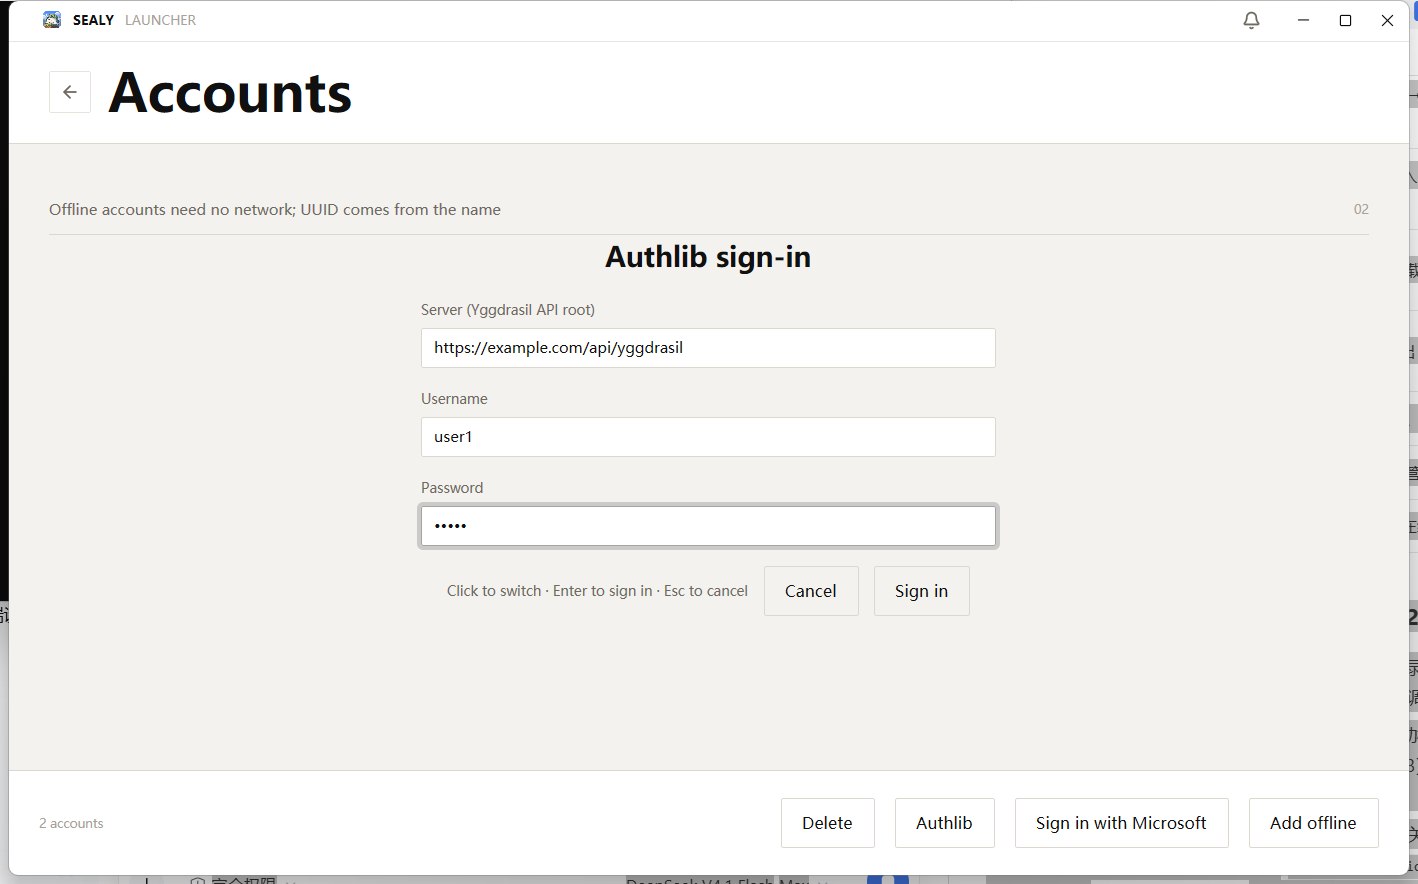 SEALY LAUNCHER
Accounts
Offline accounts need no network; UUID comes from the name
02
Authlib sign-in
Server (Yggdrasil API root)
https://example.com/api/yggdrasil
Username
user1
Password
•••••
Click to switch · Enter to sign in · Esc to cancel
Cancel
Sign in
2 accounts
Delete
Authlib
Sign in with Microsoft
Add offline